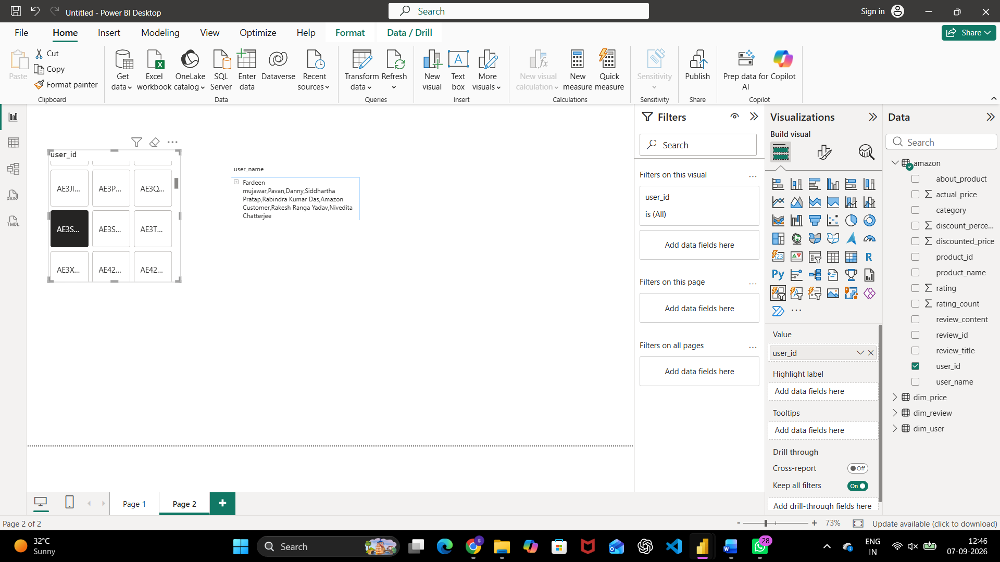 Untitled - Power BI Desktop
Search
Sign in
File
Home
Insert
Modeling
View
Optimize
Help
Format
Data / Drill
Share
Paste
Cut
Copy
Format painter
Clipboard
Get data
Excel workbook
OneLake catalog
SQL Server
Enter data
Dataverse
Recent sources
Data
Transform data
Refresh
Queries
New visual
Text box
More visuals
Insert
New visual calculation
New measure
Quick measure
Calculations
Sensitivity
Sensitivity
Publish
Share
Prep data for AI
Copilot
Copilot
user_id
AE3JI...
AE3P...
AE3Q...
AE3S...
AE3S...
AE3T...
AE3X...
AE42...
AE42...
user_name
Fardeen
mujawar,Pavan,Danny,Siddhartha
Pratap,Rabindra Kumar Das,Amazon
Customer,Rakesh Ranga Yadav,Nivedita
Chatterjee
Filters
Search
Filters on this visual
user_id
is (All)
Add data fields here
Filters on this page
Add data fields here
Filters on all pages
Add data fields here
Visualizations
Build visual
123
R
Py
Value
user_id
Highlight label
Add data fields here
Tooltips
Add data fields here
Drill through
Cross-report
Off
Keep all filters
On
Add drill-through fields here
Data
Search
amazon
about_product
actual_price
category
discount_perce...
discounted_price
product_id
product_name
rating
rating_count
review_content
review_id
review_title
user_id
user_name
dim_price
dim_review
dim_user
DAX
TMDL
Page 1
Page 2
Page 2 of 2
73%
Update available (click to download)
32°C
Sunny
Search
28
ENG
IN
12:46
07-09-2026